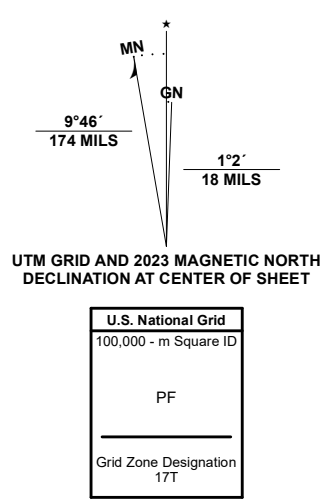 MN
GN
9°46´
174 MILS
1°2´
18 MILS
UTM GRID AND 2023 MAGNETIC NORTH
DECLINATION AT CENTER OF SHEET
U.S. National Grid
100,000 - m Square ID
PF
Grid Zone Designation
17T